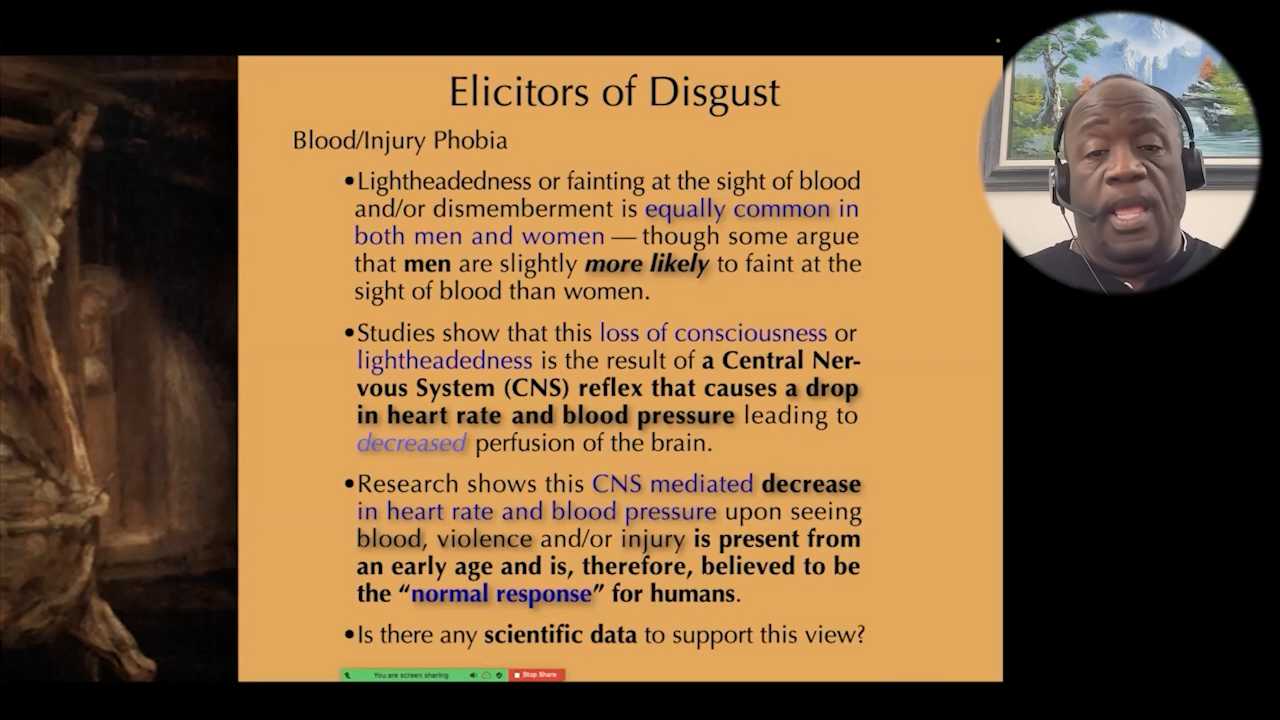 Elicitors of Disgust
Blood/Injury Phobia
•Lightheadedness or fainting at the sight of blood
and/or dismemberment is equally common in
both men and women — though some argue
that men are slightly more likely to faint at the
sight of blood than women.
•Studies show that this loss of consciousness or
lightheadedness is the result of a Central Ner-
vous System (CNS) reflex that causes a drop
in heart rate and blood pressure leading to
decreased perfusion of the brain.
•Research shows this CNS mediated decrease
in heart rate and blood pressure upon seeing
blood, violence and/or injury is present from
an early age and is, therefore, believed to be
the “normal response” for humans.
•Is there any scientific data to support this view?
You are screen sharing
Stop Share